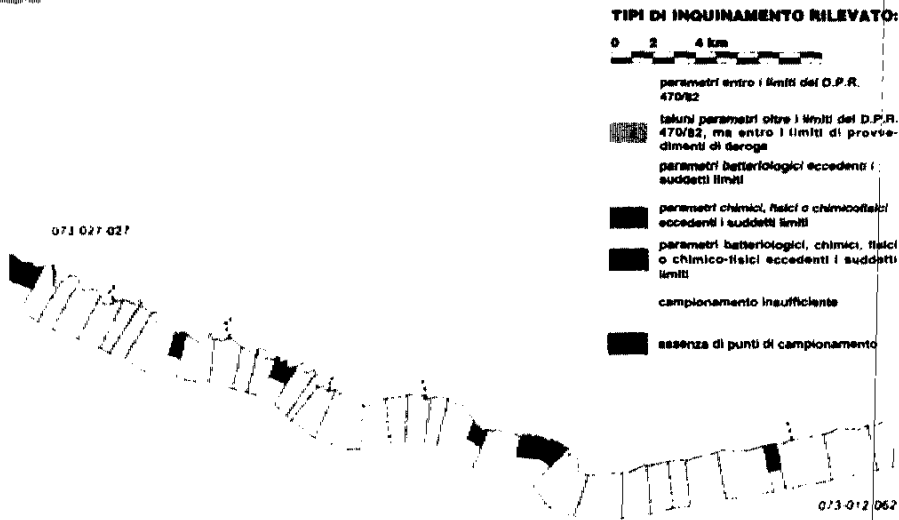 TIPI DI INQUINAMENTO RILEVATO:
0 2 4 km
parametri entro i limiti del D.P.R.
470/82
taluni parametri oltre i limiti del D.P.R.
470/82, ma entro i limiti di provve-
dimenti di deroga
parametri batteriologici eccedenti i
suddetti limiti
parametri chimici, fisici o chimicofisici
eccedenti i suddetti limiti
parametri batteriologici, chimici, fisici
o chimico-fisici eccedenti i suddetti
limiti
campionamento insufficiente
assenza di punti di campionamento
073 027 027
073 012 062